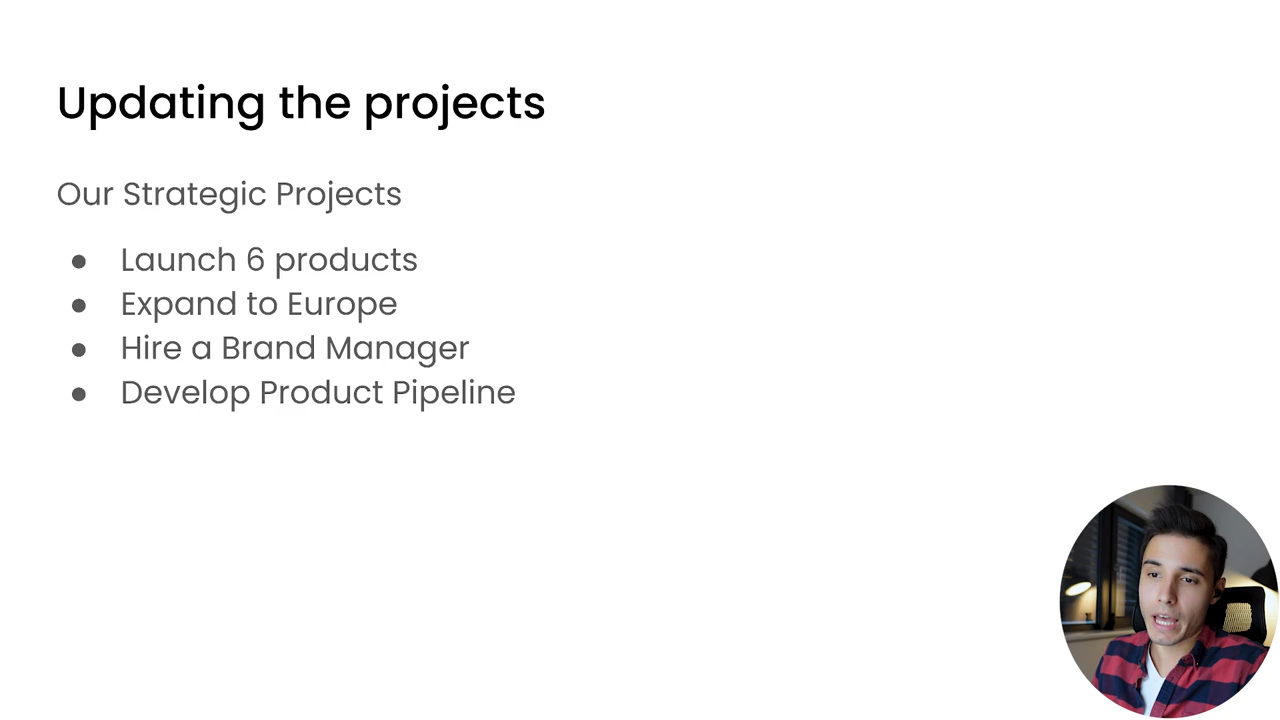 Updating the projects
Our Strategic Projects
● Launch 6 products
● Expand to Europe
● Hire a Brand Manager
● Develop Product Pipeline